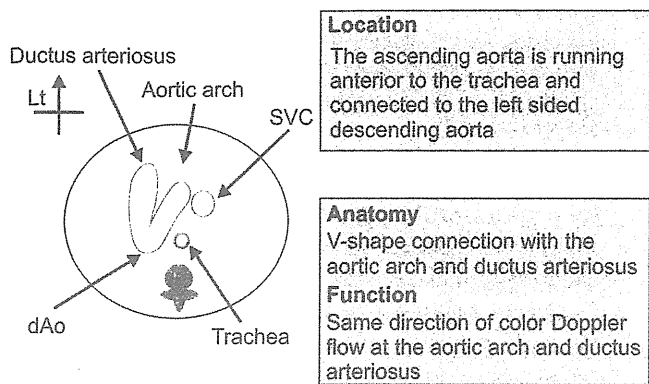 Ductus arteriosus
Lt
Aortic arch
SVC
dAo
Trachea
Location
The ascending aorta is running
anterior to the trachea and
connected to the left sided
descending aorta
Anatomy
V-shape connection with the
aortic arch and ductus arteriosus
Function
Same direction of color Doppler
flow at the aortic arch and ductus
arteriosus